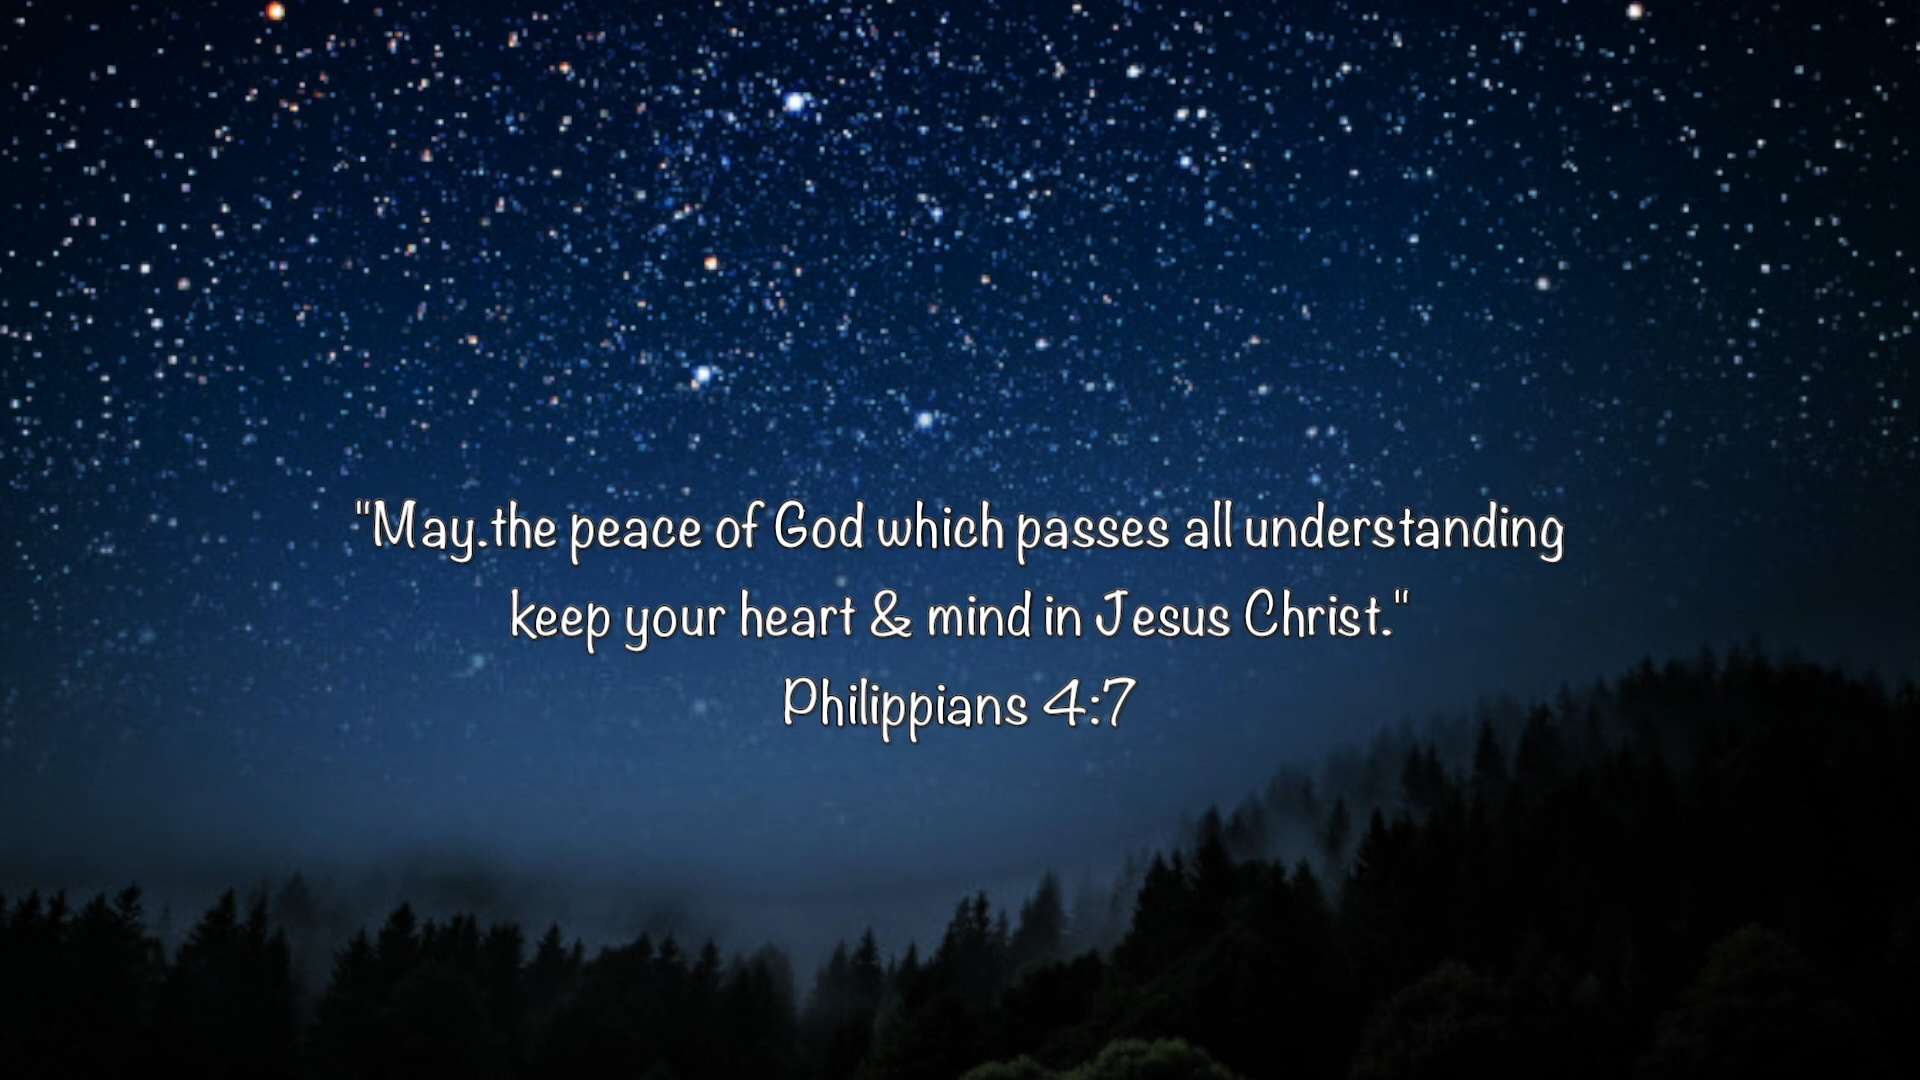 "May.the peace of God which passes all understanding
keep your heart & mind in Jesus Christ."
Philippians 4:7